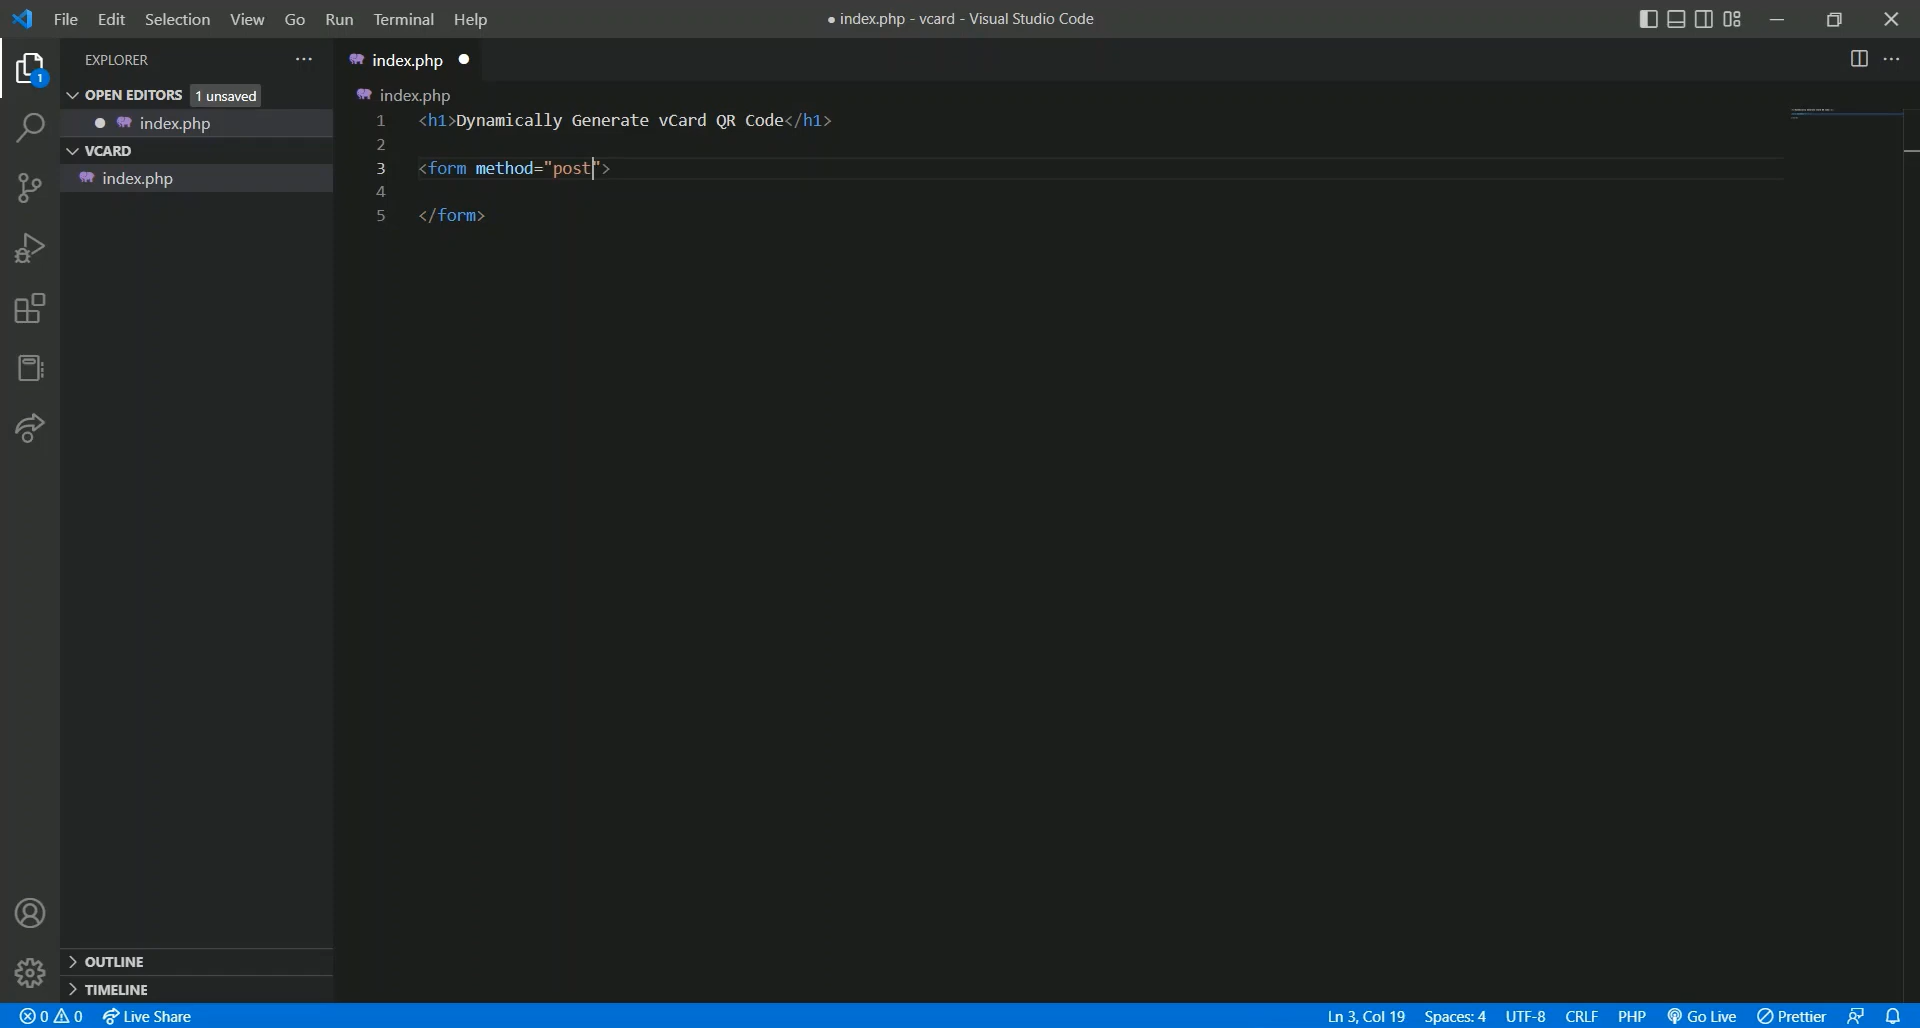 File Edit Selection View Go Run Terminal Help
● index.php - vcard - Visual Studio Code
EXPLORER
1
OPEN EDITORS 1 unsaved
index.php
VCARD
index.php
index.php
index.php
1 <h1>Dynamically Generate vCard QR Code</h1>
2
3 <form method="post">
4
5 </form>
OUTLINE
TIMELINE
0 0 Live Share
Ln 3, Col 19 Spaces: 4 UTF-8 CRLF PHP Go Live Prettier